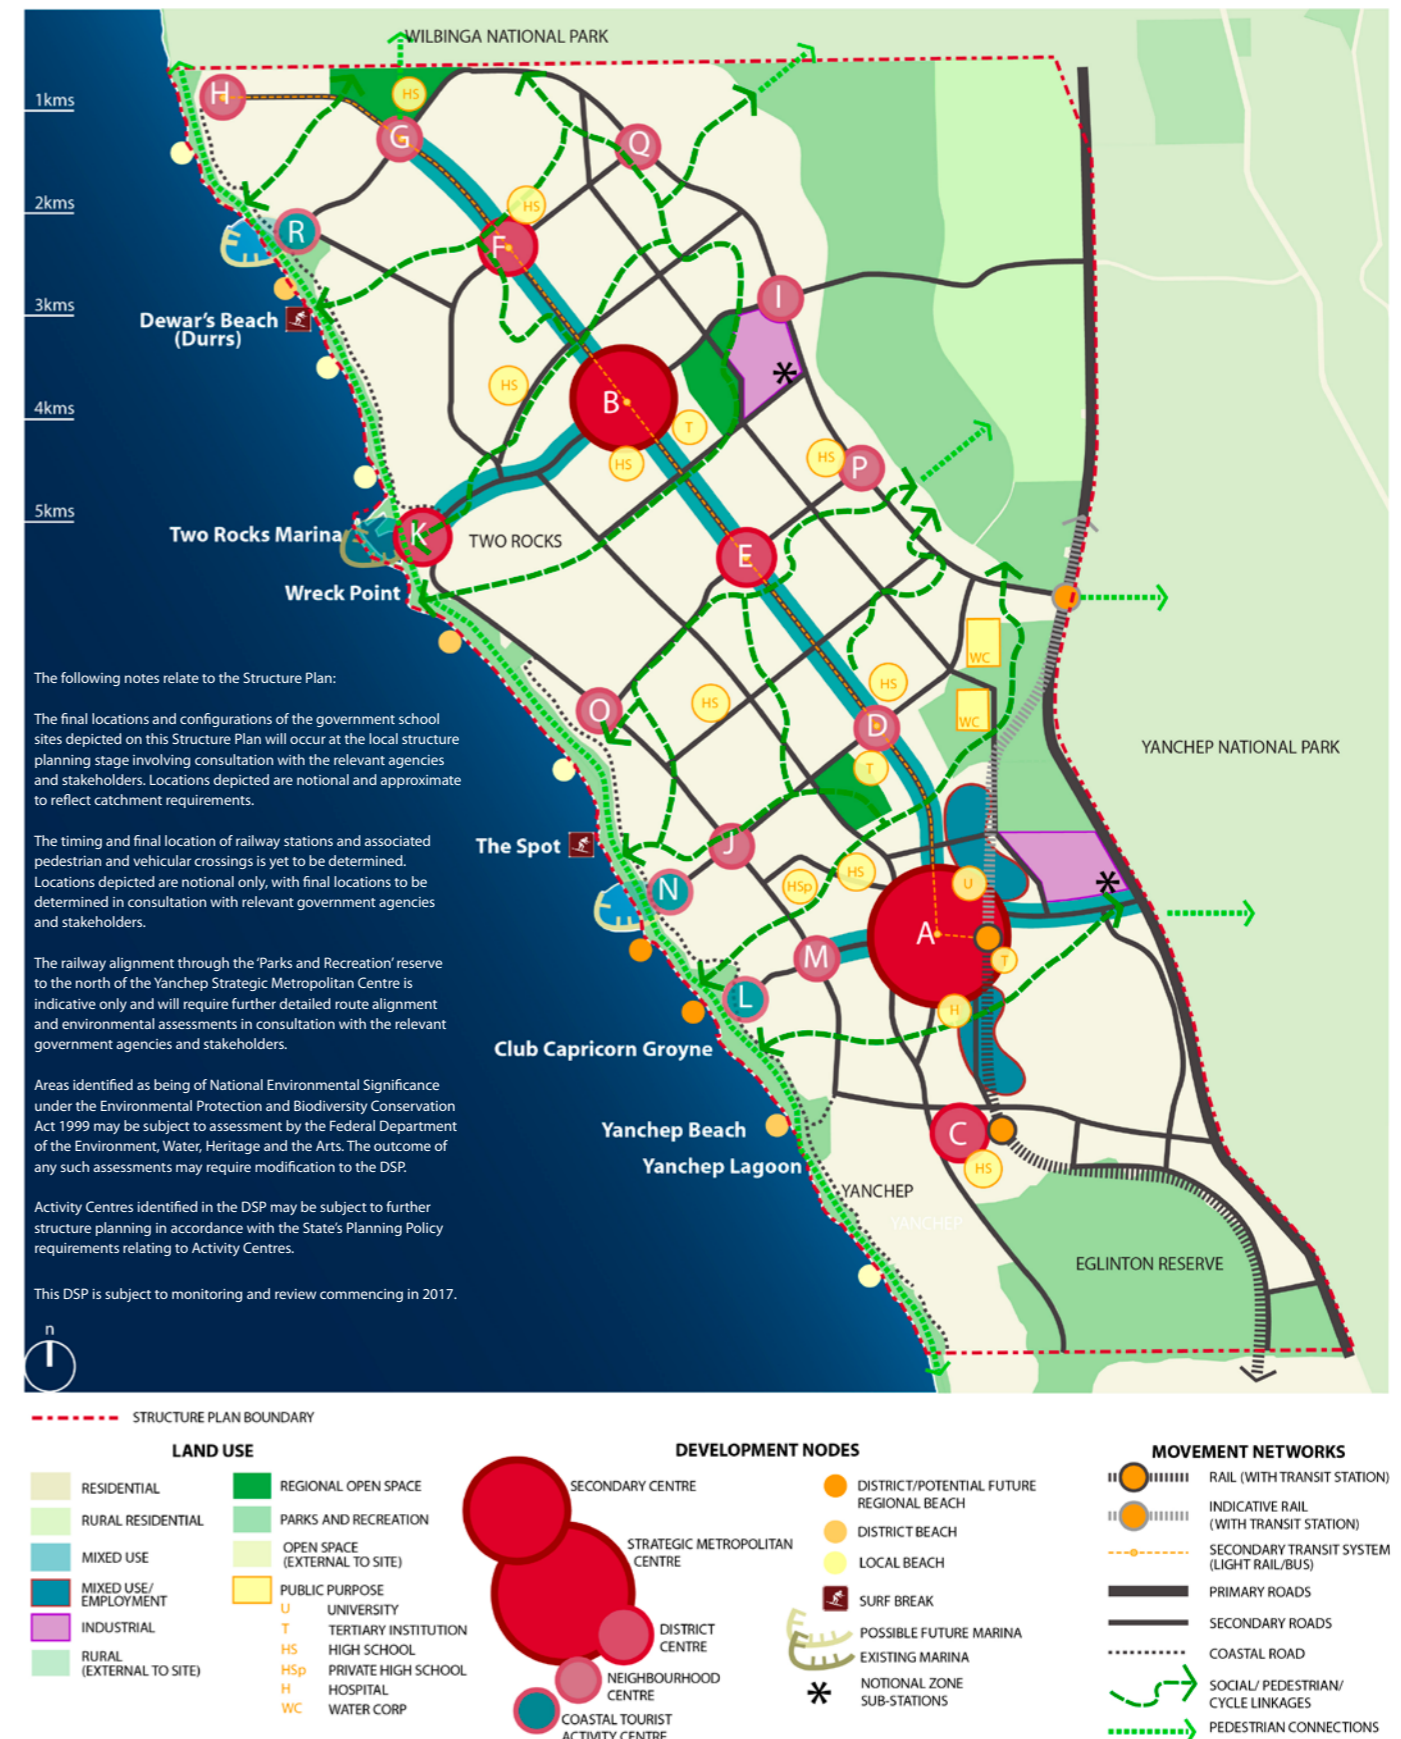 WILBINGA NATIONAL PARK
1kms
H
HS
G
Q
2kms
HS
R
F
I
3kms
Dewar's Beach
(Durrs)
HS
B
T
4kms
HS
HS
P
5kms
Two Rocks Marina
K
TWO ROCKS
E
Wreck Point
WC
The following notes relate to the Structure Plan:
The final locations and configurations of the government school
sites depicted on this Structure Plan will occur at the local structure
planning stage involving consultation with the relevant agencies
and stakeholders. Locations depicted are notional and approximate
to reflect catchment requirements.
HS
HS
O
WC
D
T
YANCHEP NATIONAL PARK
The timing and final location of railway stations and associated
pedestrian and vehicular crossings is yet to be determined.
Locations depicted are notional only, with final locations to be
determined in consultation with relevant government agencies
and stakeholders.
The Spot
J
HS
HSp
U
N
A
M
T
L
H
The railway alignment through the 'Parks and Recreation' reserve
to the north of the Yanchep Strategic Metropolitan Centre is
indicative only and will require further detailed route alignment
and environmental assessments in consultation with the relevant
government agencies and stakeholders.
Club Capricorn Groyne
Areas identified as being of National Environmental Significance
under the Environmental Protection and Biodiversity Conservation
Act 1999 may be subject to assessment by the Federal Department
of the Environment, Water, Heritage and the Arts. The outcome of
any such assessments may require modification to the DSP.
Yanchep Beach
C
Yanchep Lagoon
HS
YANCHEP
YANCHEP
Activity Centres identified in the DSP may be subject to further
structure planning in accordance with the State's Planning Policy
requirements relating to Activity Centres.
EGLINTON RESERVE
This DSP is subject to monitoring and review commencing in 2017.
n
STRUCTURE PLAN BOUNDARY
LAND USE
RESIDENTIAL
RURAL RESIDENTIAL
MIXED USE
MIXED USE/
EMPLOYMENT
INDUSTRIAL
RURAL
(EXTERNAL TO SITE)
REGIONAL OPEN SPACE
PARKS AND RECREATION
OPEN SPACE
(EXTERNAL TO SITE)
PUBLIC PURPOSE
U UNIVERSITY
T TERTIARY INSTITUTION
HS HIGH SCHOOL
HSp PRIVATE HIGH SCHOOL
H HOSPITAL
WC WATER CORP
DEVELOPMENT NODES
SECONDARY CENTRE
STRATEGIC METROPOLITAN
CENTRE
DISTRICT
CENTRE
NEIGHBOURHOOD
CENTRE
COASTAL TOURIST
ACTIVITY CENTRE
DISTRICT/POTENTIAL FUTURE
REGIONAL BEACH
DISTRICT BEACH
LOCAL BEACH
SURF BREAK
POSSIBLE FUTURE MARINA
EXISTING MARINA
NOTIONAL ZONE
SUB-STATIONS
MOVEMENT NETWORKS
RAIL (WITH TRANSIT STATION)
INDICATIVE RAIL
(WITH TRANSIT STATION)
SECONDARY TRANSIT SYSTEM
(LIGHT RAIL/BUS)
PRIMARY ROADS
SECONDARY ROADS
COASTAL ROAD
SOCIAL/ PEDESTRIAN/
CYCLE LINKAGES
PEDESTRIAN CONNECTIONS